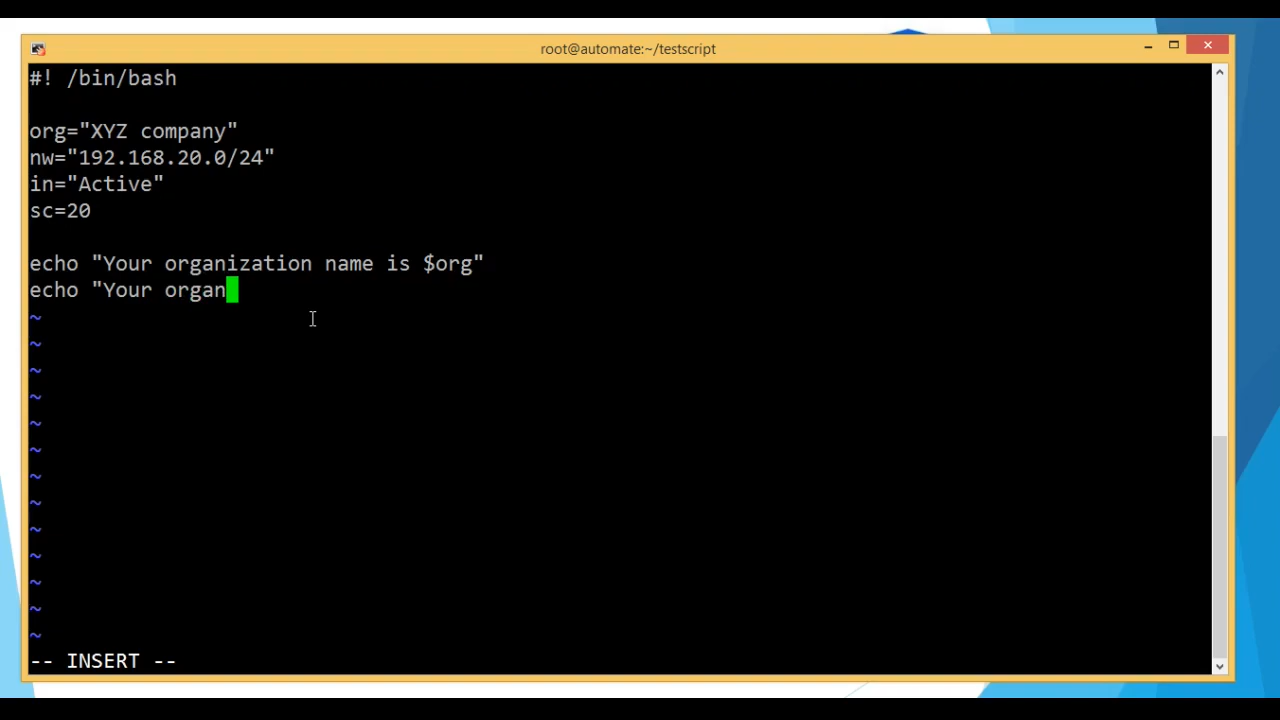 root@automate:~/testscript
#! /bin/bash
org="XYZ company"
nw="192.168.20.0/24"
in="Active"
sc=20
echo "Your organization name is $org"
echo "Your organ
~
~
~
~
~
~
~
~
~
~
~
~
~
-- INSERT --